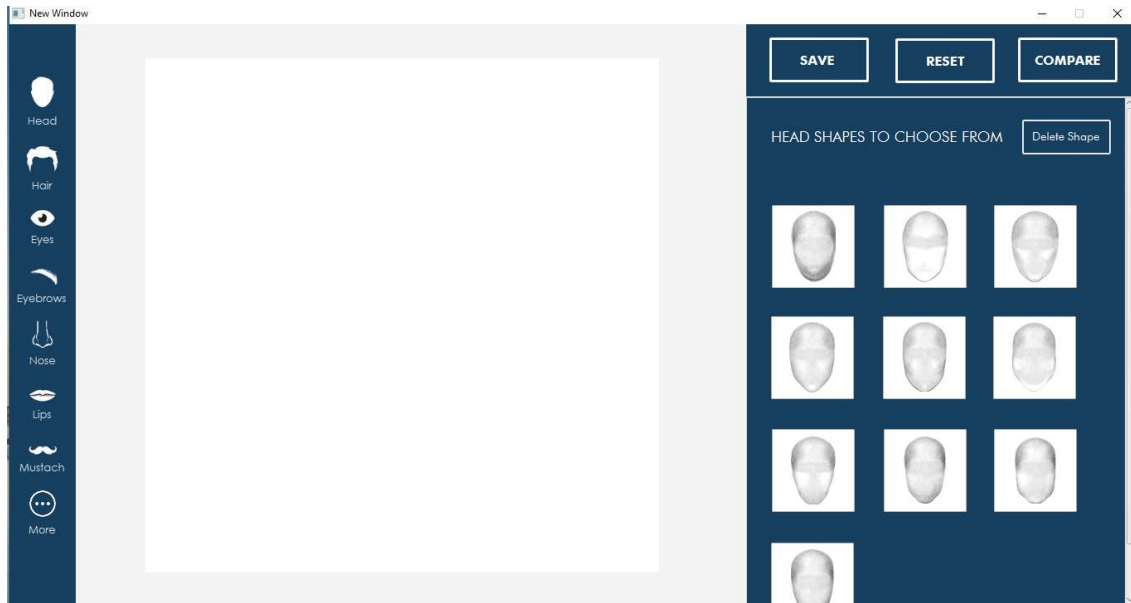 New Window
Head
Hair
Eyes
Eyebrows
Nose
Lips
Mustach
More
SAVE
RESET
COMPARE
HEAD SHAPES TO CHOOSE FROM
Delete Shape